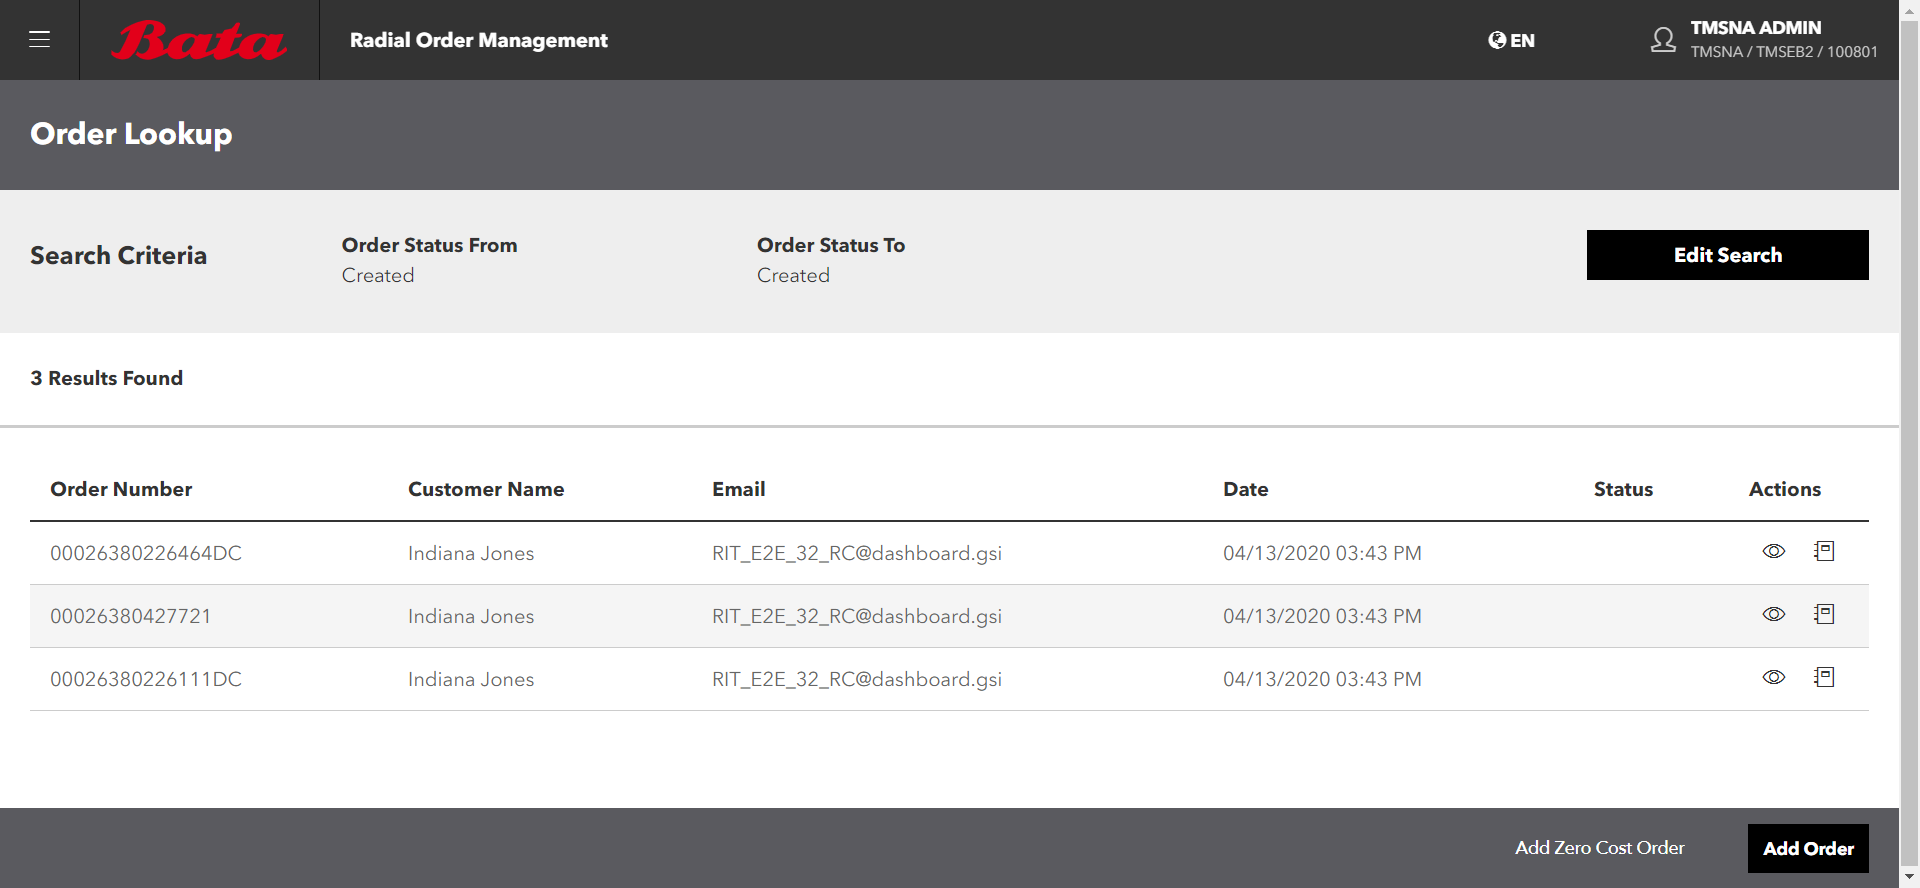 Bata
Radial Order Management
EN
TMSNA ADMIN
TMSNA / TMSEB2 / 100801
Order Lookup
Search Criteria
Order Status From
Created
Order Status To
Created
Edit Search
3 Results Found
Order Number Customer Name Email Date Status Actions
00026380226464DC Indiana Jones RIT_E2E_32_RC@dashboard.gsi 04/13/2020 03:43 PM
00026380427721 Indiana Jones RIT_E2E_32_RC@dashboard.gsi 04/13/2020 03:43 PM
00026380226111DC Indiana Jones RIT_E2E_32_RC@dashboard.gsi 04/13/2020 03:43 PM
Add Zero Cost Order
Add Order